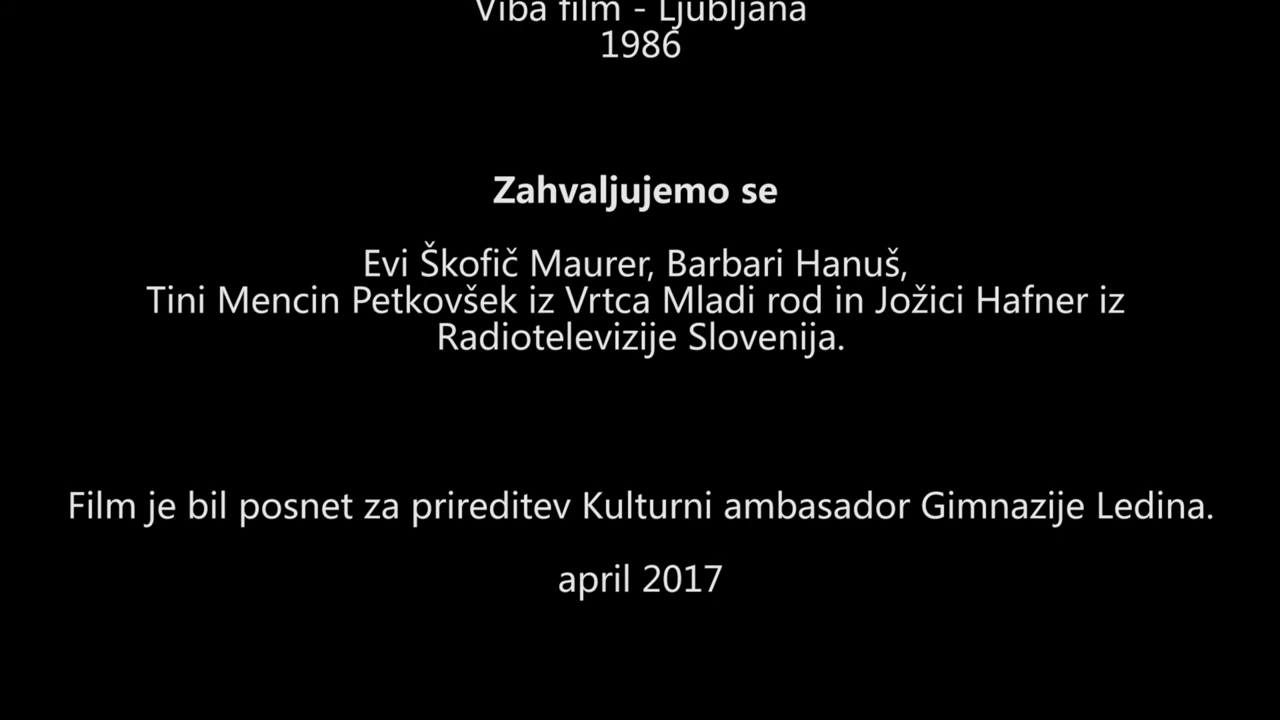 Viba film - Ljubljana
1986
Zahvaljujemo se
Evi Škofič Maurer, Barbari Hanuš,
Tini Mencin Petkovšek iz Vrtca Mladi rod in Jožici Hafner iz
Radiotelevizije Slovenija.
Film je bil posnet za prireditev Kulturni ambasador Gimnazije Ledina.
april 2017